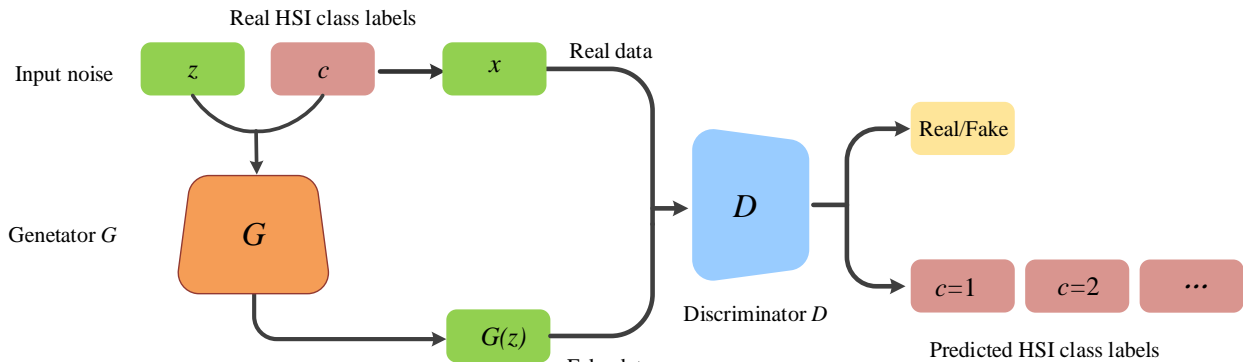 Real HSI class labels
Real data
Input noise
z
c
x
Real/Fake
G
D
Genetator G
c=1
c=2
...
G(z)
Discriminator D
Predicted HSI class labels